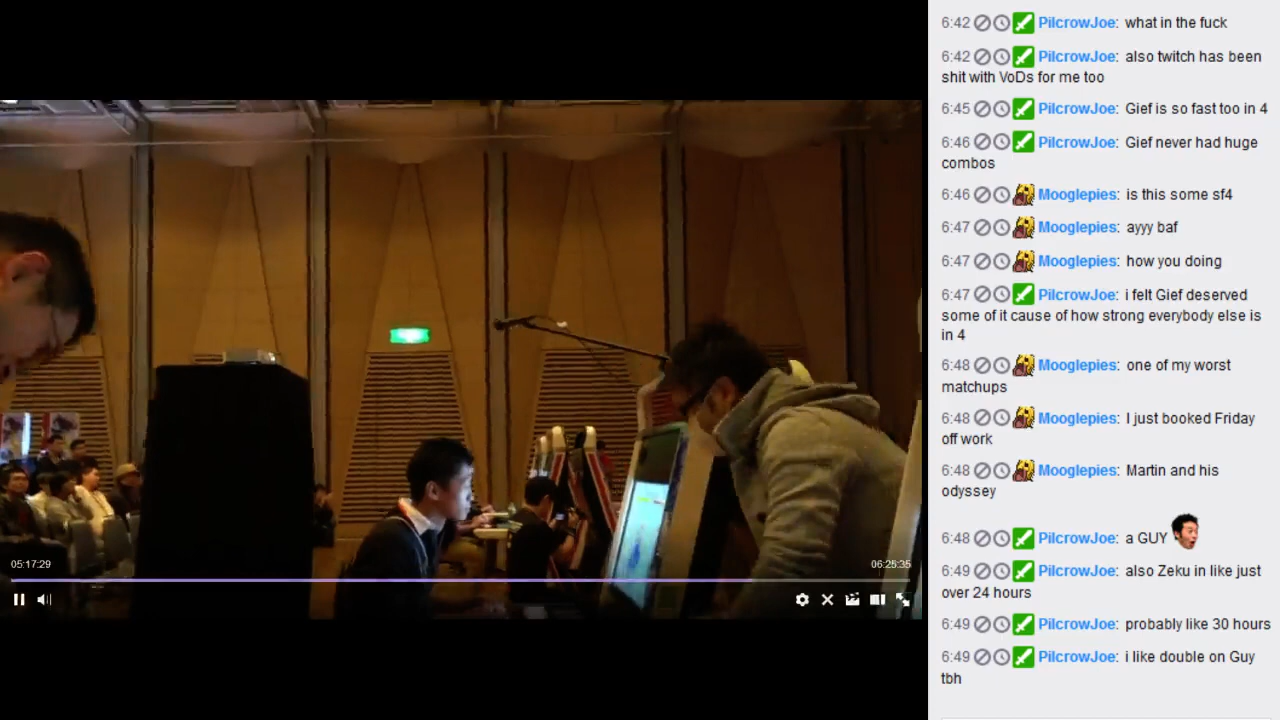 05:17:29
06:25:35
6:42 PilcrowJoe: what in the fuck
6:42 PilcrowJoe: also twitch has been
shit with VoDs for me too
6:45 PilcrowJoe: Gief is so fast too in 4
6:46 PilcrowJoe: Gief never had huge
combos
6:46 Mooglepies: is this some sf4
6:47 Mooglepies: ayyy baf
6:47 Mooglepies: how you doing
6:47 PilcrowJoe: i felt Gief deserved
some of it cause of how strong everybody else is
in 4
6:48 Mooglepies: one of my worst
matchups
6:48 Mooglepies: I just booked Friday
off work
6:48 Mooglepies: Martin and his
odyssey
6:48 PilcrowJoe: a GUY
6:49 PilcrowJoe: also Zeku in like just
over 24 hours
6:49 PilcrowJoe: probably like 30 hours
6:49 PilcrowJoe: i like double on Guy
tbh